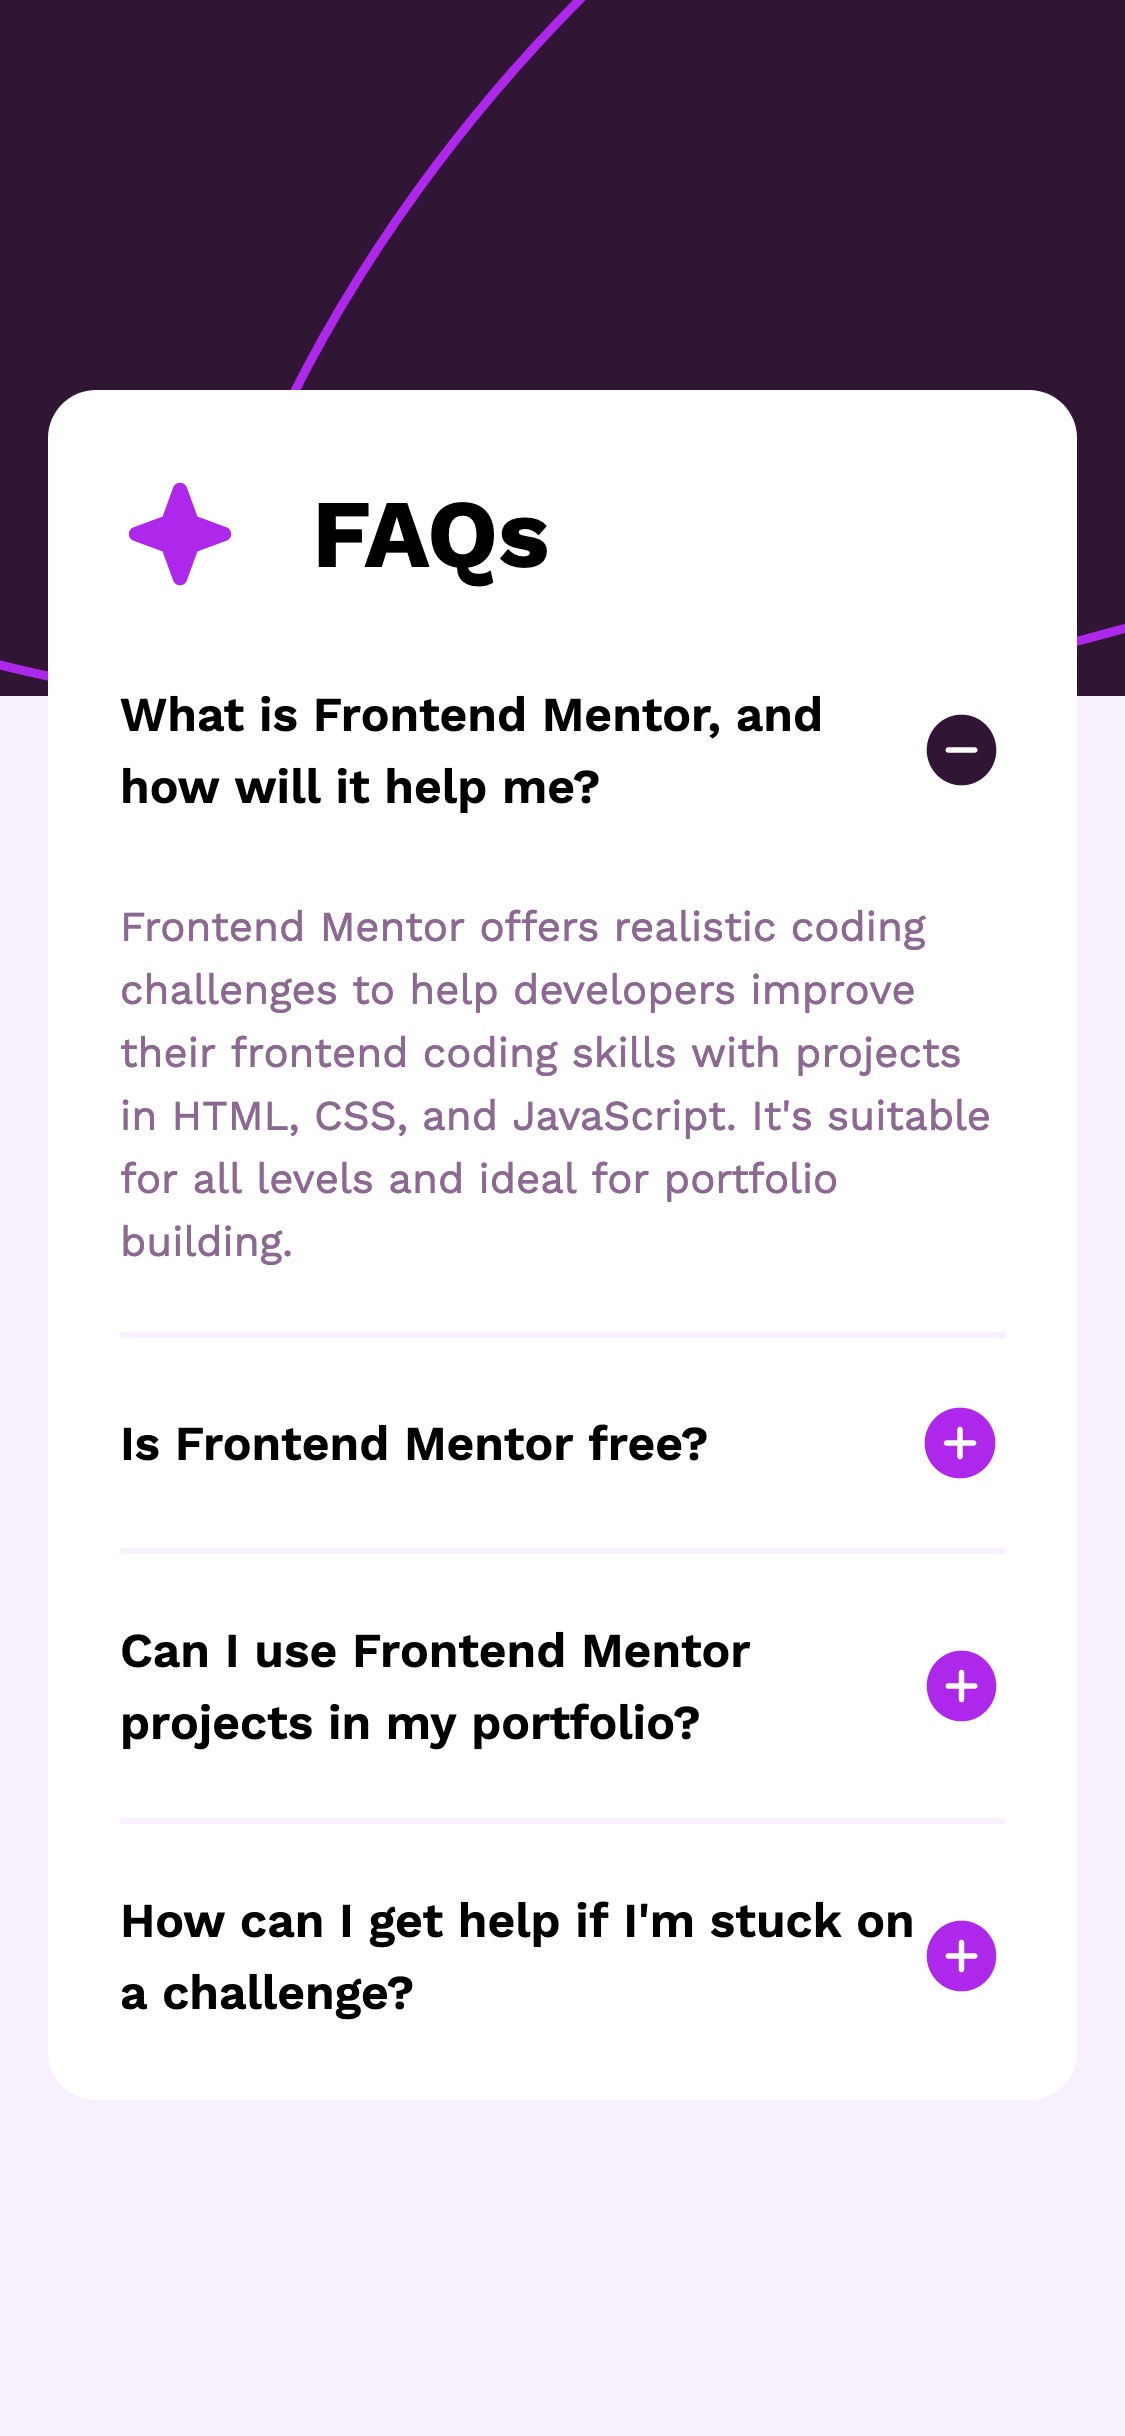 FAQs
What is Frontend Mentor, and
how will it help me?
Frontend Mentor offers realistic coding
challenges to help developers improve
their frontend coding skills with projects
in HTML, CSS, and JavaScript. It's suitable
for all levels and ideal for portfolio
building.
Is Frontend Mentor free?
Can I use Frontend Mentor
projects in my portfolio?
How can I get help if I'm stuck on
a challenge?